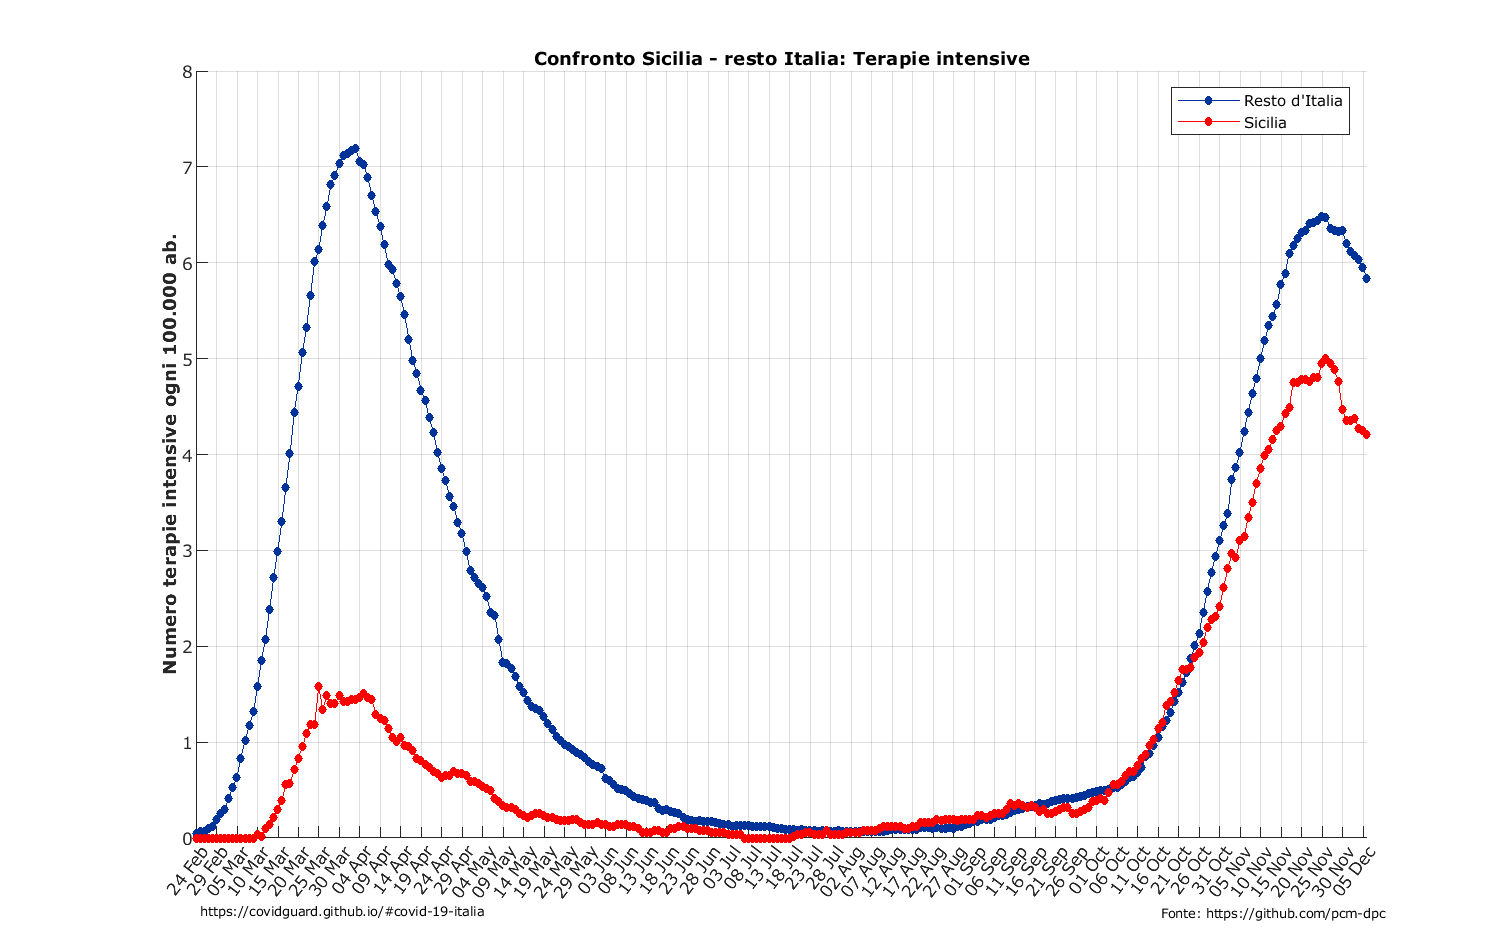 Confronto Sicilia - resto Italia: Terapie intensive
Resto d'Italia
Sicilia
Numero terapie intensive ogni 100.000 ab.
8
7
6
5
4
3
2
1
0
24 Feb
29 Feb
05 Mar
10 Mar
15 Mar
20 Mar
25 Mar
30 Mar
04 Apr
09 Apr
14 Apr
19 Apr
24 Apr
29 Apr
04 May
09 May
14 May
19 May
24 May
29 May
03 Jun
08 Jun
13 Jun
18 Jun
23 Jun
28 Jun
03 Jul
08 Jul
13 Jul
18 Jul
23 Jul
28 Jul
02 Aug
07 Aug
12 Aug
17 Aug
22 Aug
27 Aug
01 Sep
06 Sep
11 Sep
16 Sep
21 Sep
26 Sep
01 Oct
06 Oct
11 Oct
16 Oct
21 Oct
26 Oct
31 Oct
05 Nov
10 Nov
15 Nov
20 Nov
25 Nov
30 Nov
05 Dec
https://covidguard.github.io/#covid-19-italia
Fonte: https://github.com/pcm-dpc